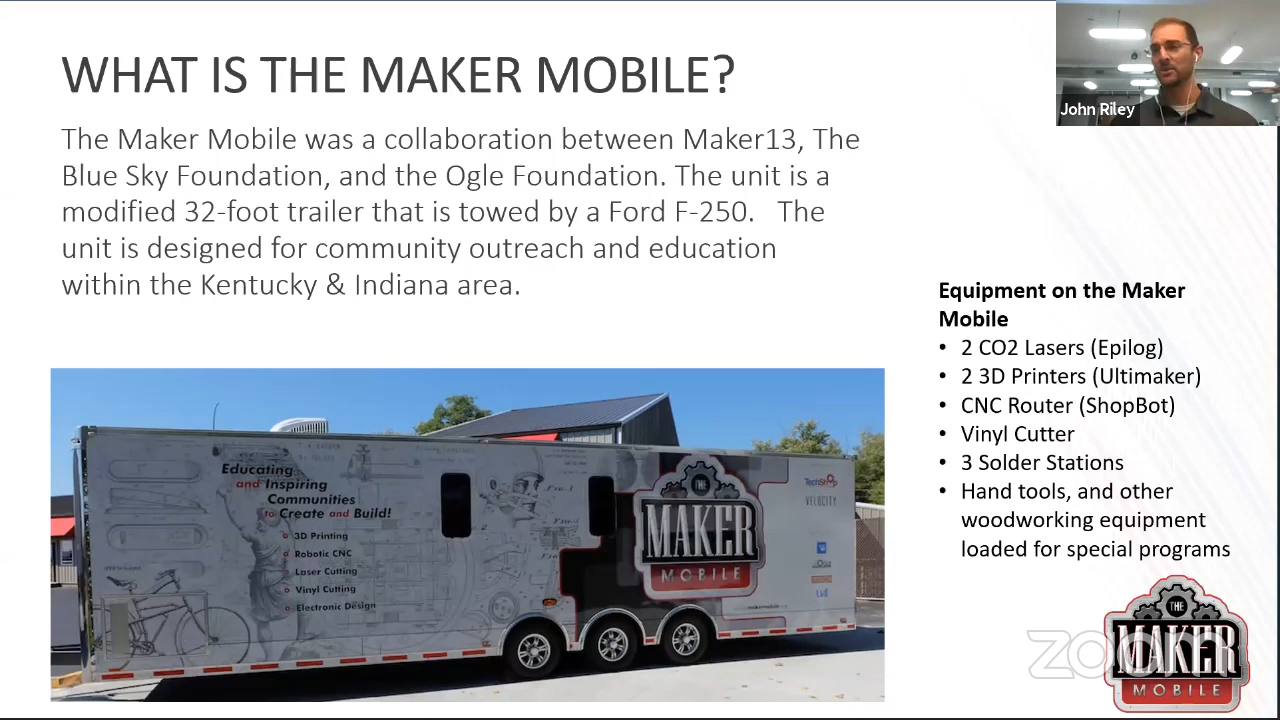 WHAT IS THE MAKER MOBILE?
John Riley
The Maker Mobile was a collaboration between Maker13, The
Blue Sky Foundation, and the Ogle Foundation. The unit is a
modified 32-foot trailer that is towed by a Ford F-250. The
unit is designed for community outreach and education
within the Kentucky & Indiana area.
Equipment on the Maker
Mobile
• 2 CO2 Lasers (Epilog)
• 2 3D Printers (Ultimaker)
• CNC Router (ShopBot)
• Vinyl Cutter
• 3 Solder Stations
• Hand tools, and other
woodworking equipment
loaded for special programs
Educating
and Inspiring
Communities
to Create and Build!
3D Printing
Robotic CNC
Laser Cutting
Vinyl Cutting
Electronic Design
THE
MAKER
MOBILE
TechShop
VELOCITY
THE
MAKER
MOBILE
zoom